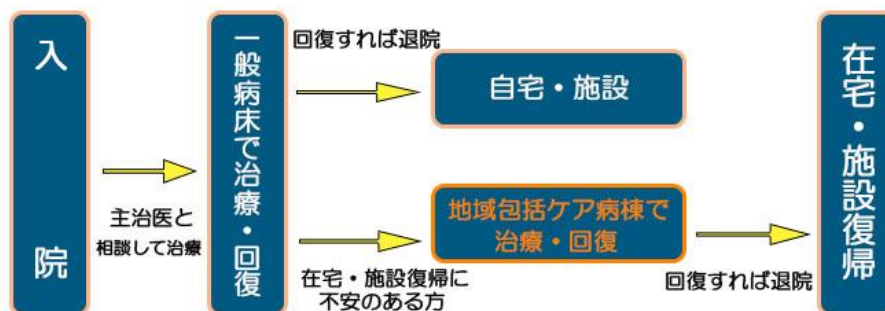 入院
主治医と
相談して治療
一般病床で治療・回復
回復すれば退院
自宅・施設
在宅・施設復帰に
不安のある方
地域包括ケア病棟で
治療・回復
回復すれば退院
在宅・施設復帰